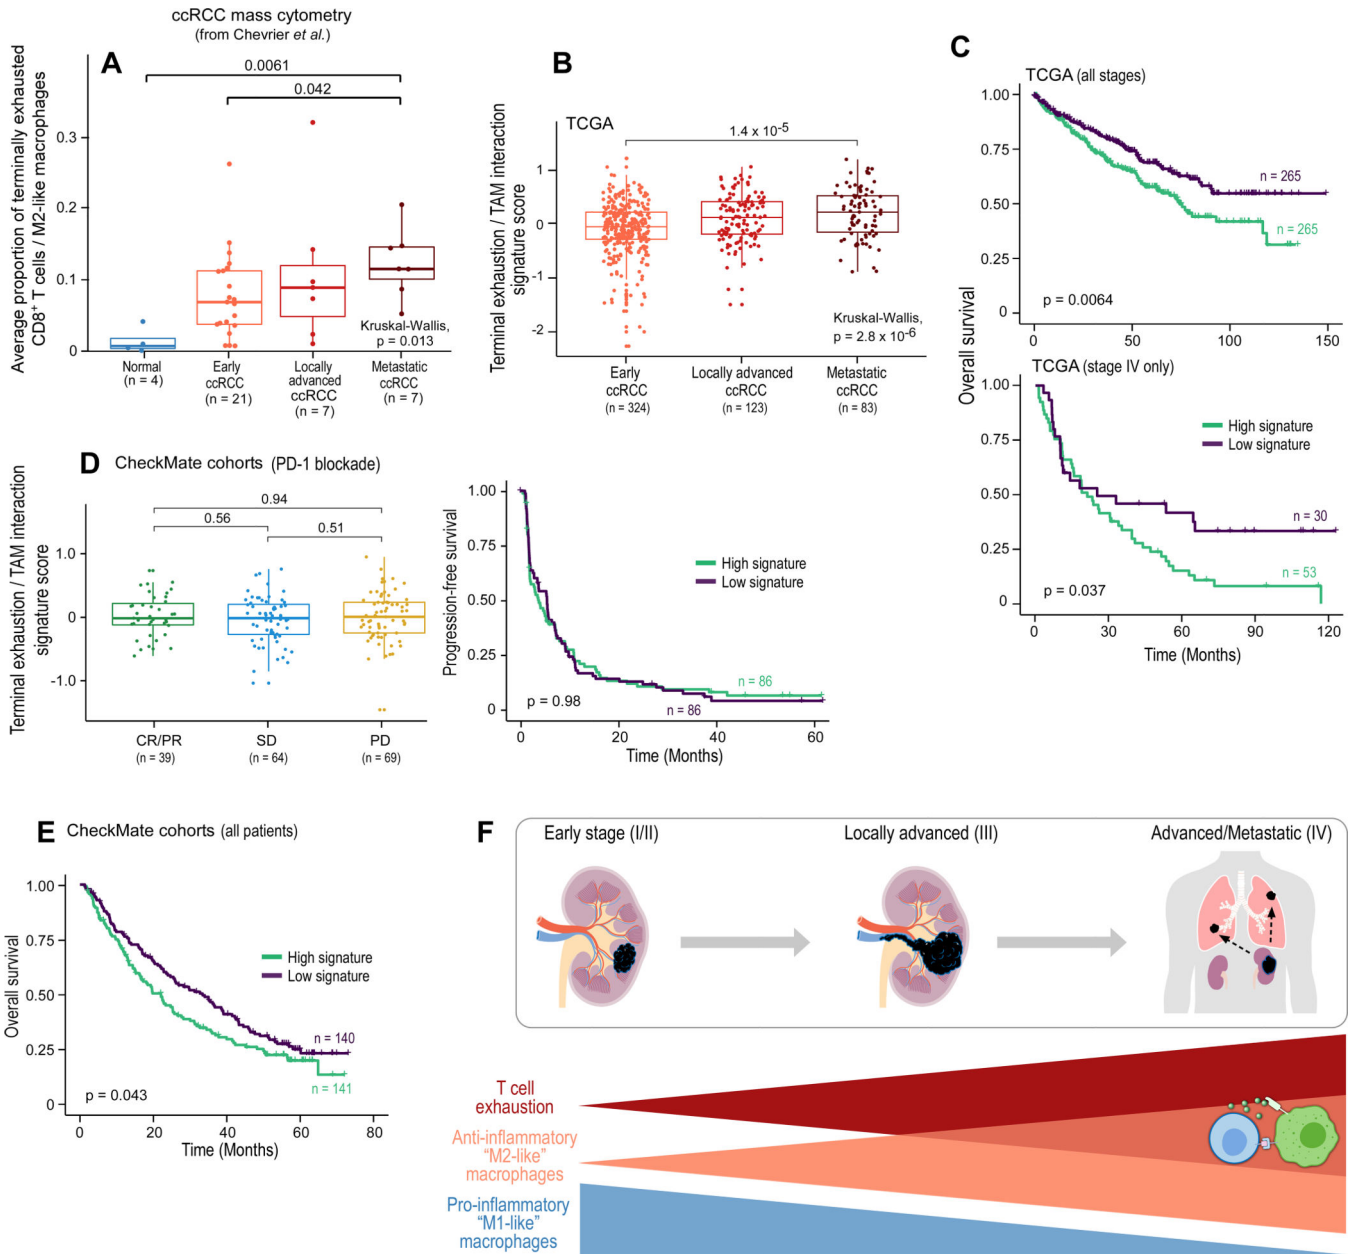 ccRCC mass cytometry
(from Chevrier et al.)
A
0.0061
0.042
Average proportion of terminally exhausted
CD8+ T cells / M2-like macrophages
0.3
0.2
0.1
0
Kruskal-Wallis,
p = 0.013
Normal
(n = 4)
Early
ccRCC
(n = 21)
Locally
advanced
ccRCC
(n = 7)
Metastatic
ccRCC
(n = 7)
B
TCGA
1.4 x 10-5
Terminal exhaustion / TAM interaction
signature score
1
0
-1
-2
Kruskal-Wallis,
p = 2.8 x 10-6
Early
ccRCC
(n = 324)
Locally advanced
ccRCC
(n = 123)
Metastatic
ccRCC
(n = 83)
C
TCGA (all stages)
1.00
0.75
0.50
0.25
0
n = 265
n = 265
p = 0.0064
0 50 100 150
Overall survival
TCGA (stage IV only)
1.00
0.75
0.50
0.25
0
High signature
Low signature
n = 30
n = 53
p = 0.037
0 30 60 90 120
Time (Months)
D
CheckMate cohorts (PD-1 blockade)
0.94
0.56
0.51
Terminal exhaustion / TAM interaction
signature score
1.0
0
-1.0
CR/PR
(n = 39)
SD
(n = 64)
PD
(n = 69)
Progression-free survival
1.00
0.75
0.50
0.25
0
High signature
Low signature
n = 86
n = 86
p = 0.98
0 20 40 60
Time (Months)
E
CheckMate cohorts (all patients)
Overall survival
1.00
0.75
0.50
0.25
0
High signature
Low signature
n = 140
n = 141
p = 0.043
0 20 40 60 80
Time (Months)
F
Early stage (I/II)
Locally advanced (III)
Advanced/Metastatic (IV)
T cell
exhaustion
Anti-inflammatory
“M2-like”
macrophages
Pro-inflammatory
“M1-like”
macrophages